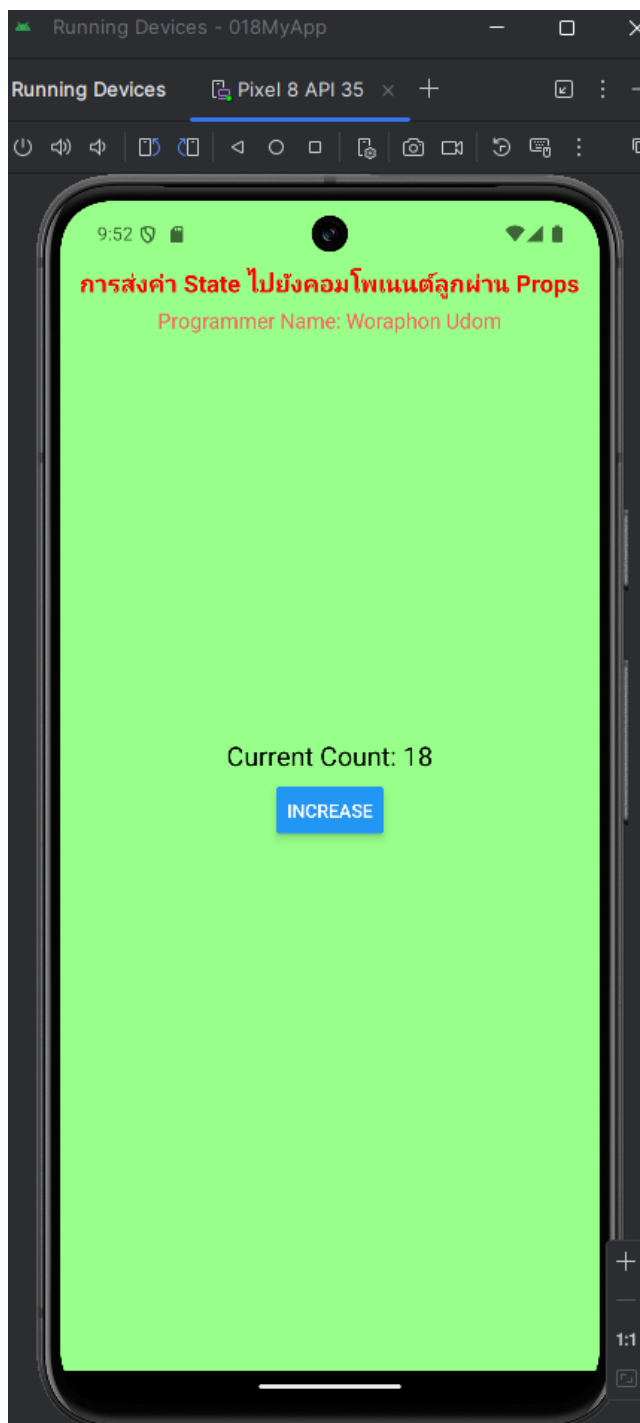 Running Devices - 018MyApp
Running Devices Pixel 8 API 35
9:52
การส่งค่า State ไปยังคอมโพเนนต์ลูกผ่าน Props
Programmer Name: Woraphon Udom
Current Count: 18
INCREASE
1:1